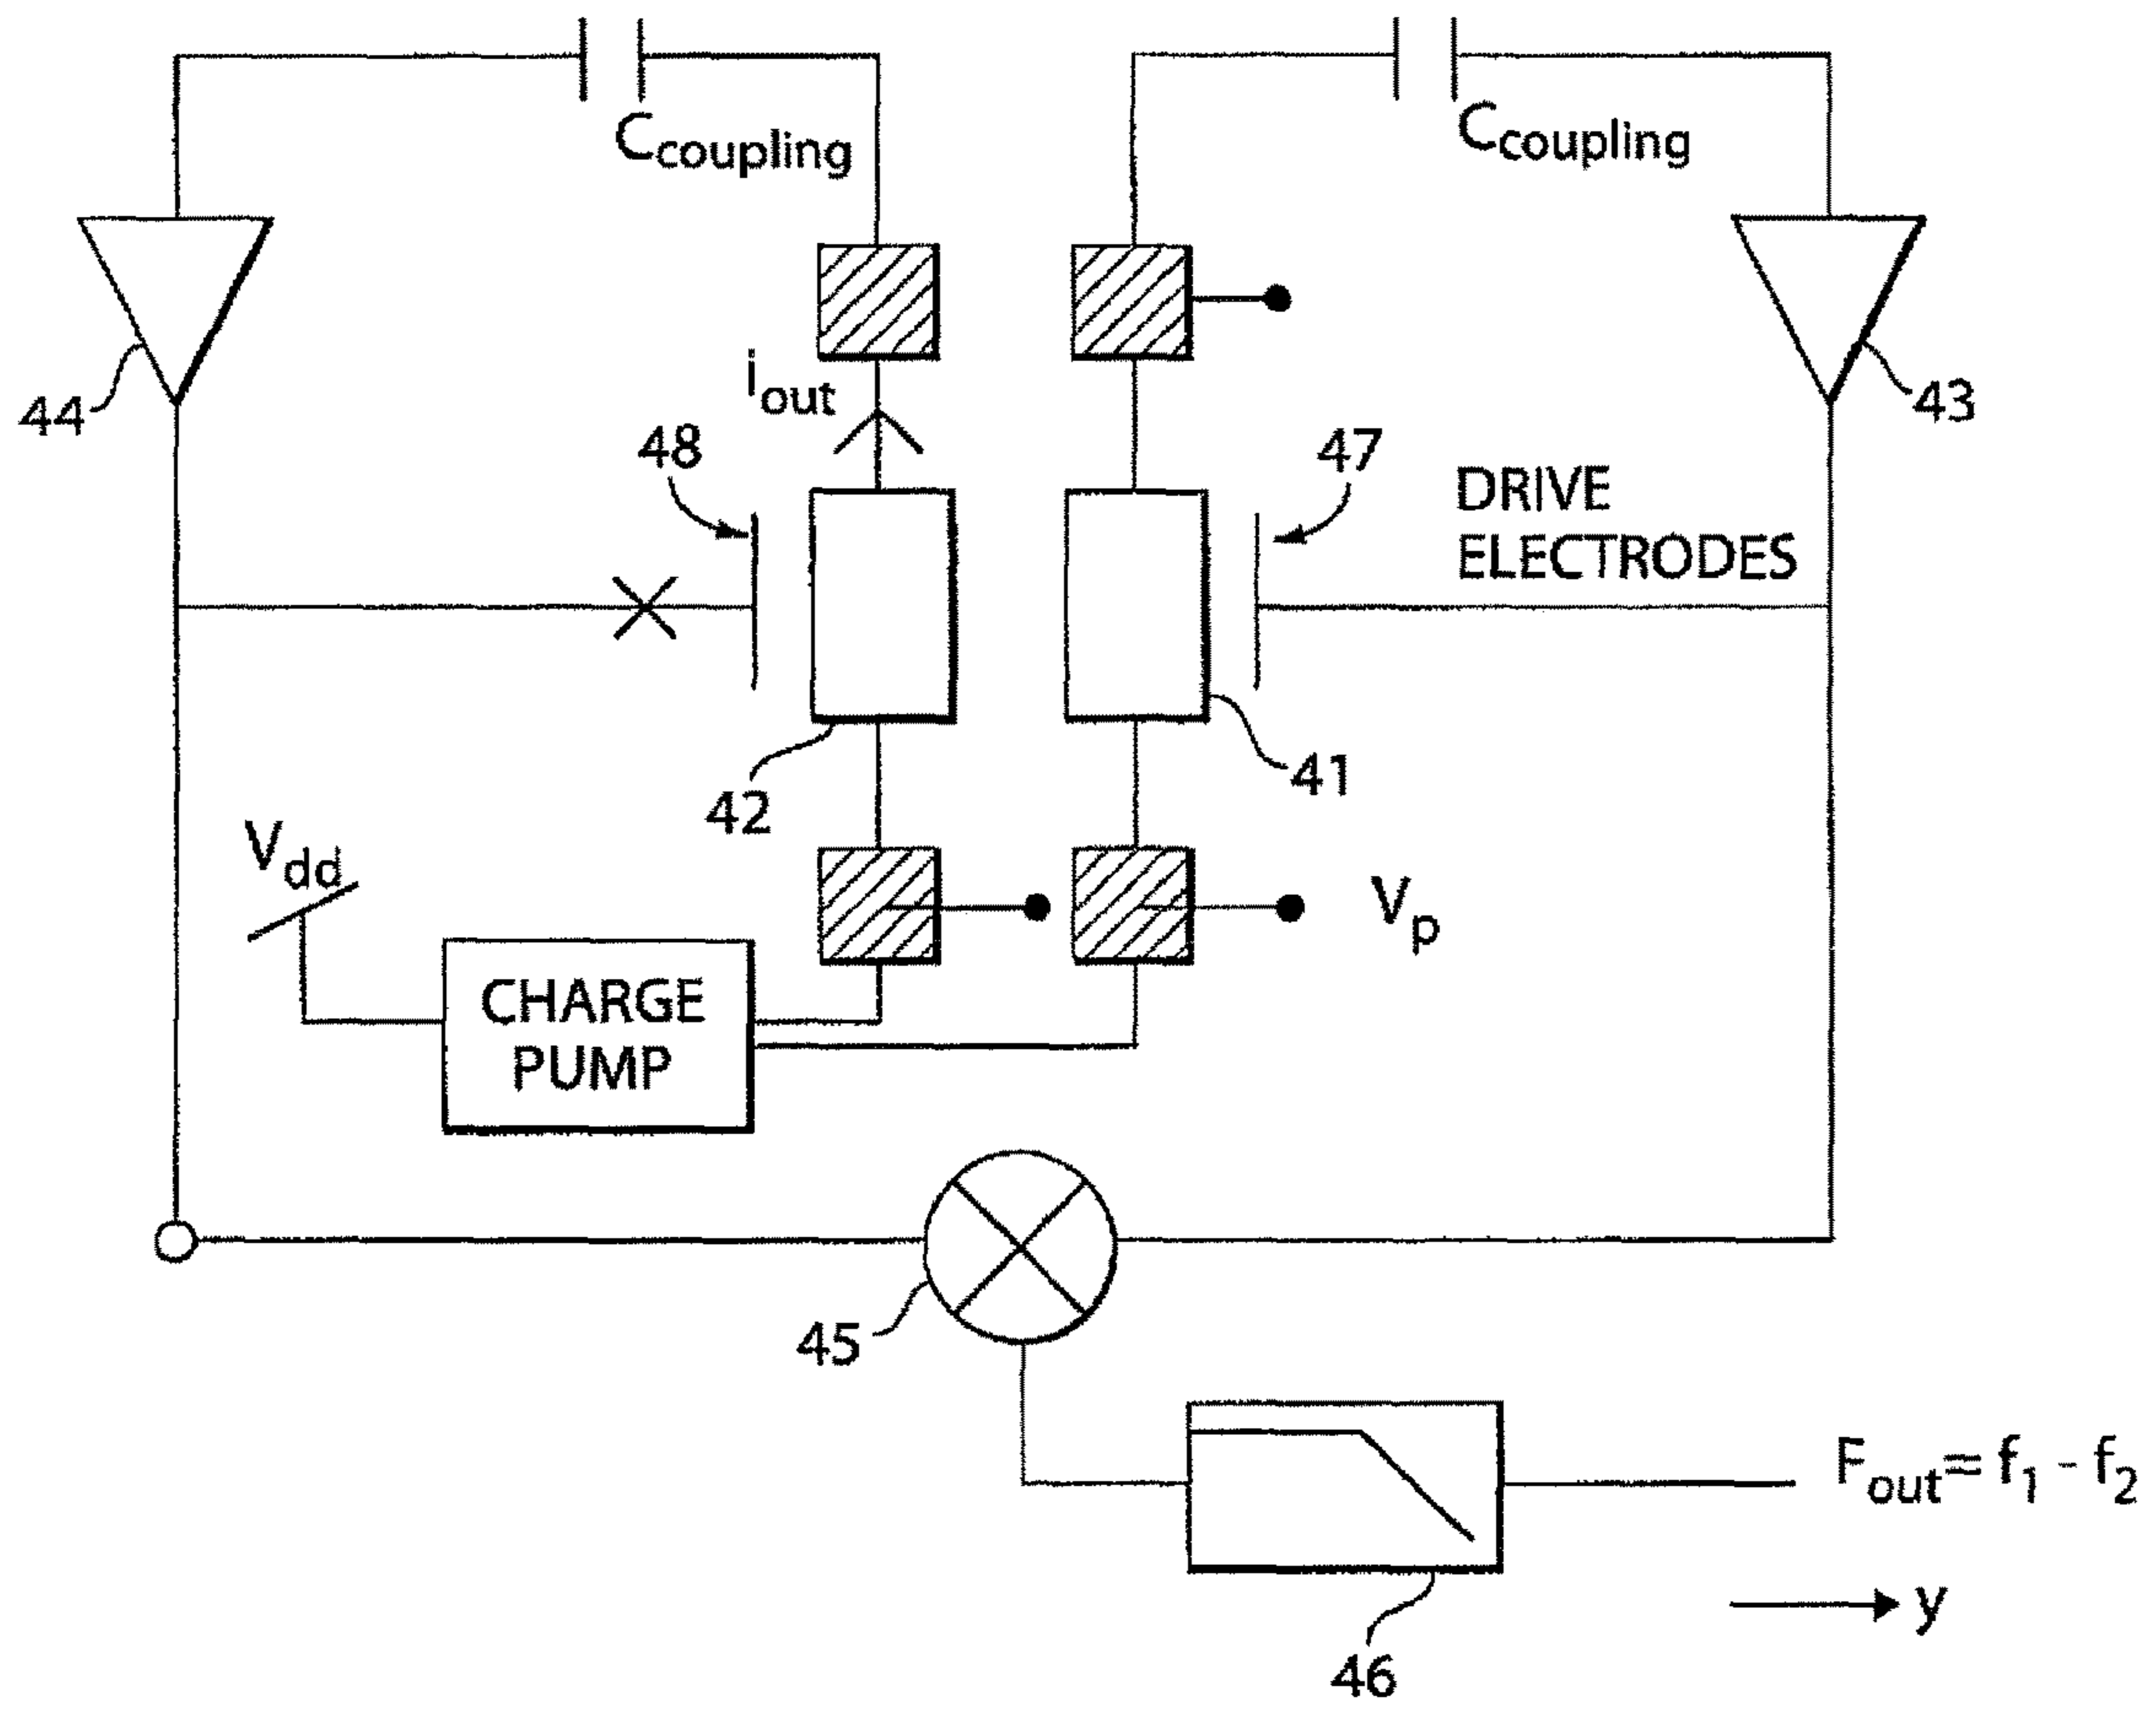 Ccoupling
Ccoupling
44
iout
43
48
47
DRIVE
ELECTRODES
42
41
Vdd
Vp
CHARGE
PUMP
45
Fout= f1 - f2
y
46